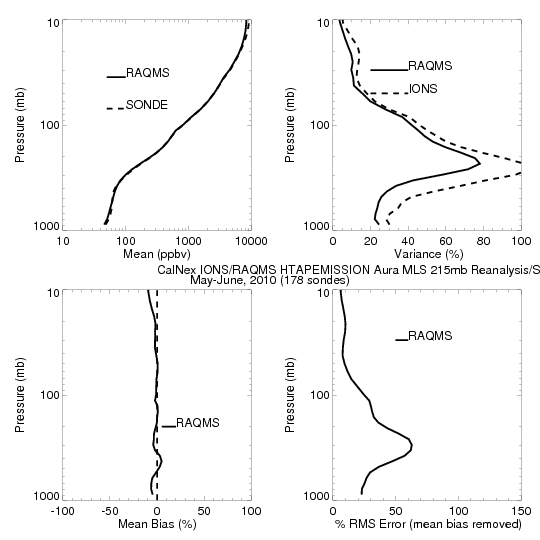 10
100
1000
Pressure (mb)
RAQMS
SONDE
10 100 1000 10000
Mean (ppbv)
10
100
1000
Pressure (mb)
RAQMS
IONS
0 20 40 60 80 100
Variance (%)
CalNex IONS/RAQMS HTAPEMISSION Aura MLS 215mb Reanalysis/S
May-June, 2010 (178 sondes)
10
100
1000
Pressure (mb)
RAQMS
-100 -50 0 50 100
Mean Bias (%)
10
100
1000
Pressure (mb)
RAQMS
0 50 100 150
% RMS Error (mean bias removed)